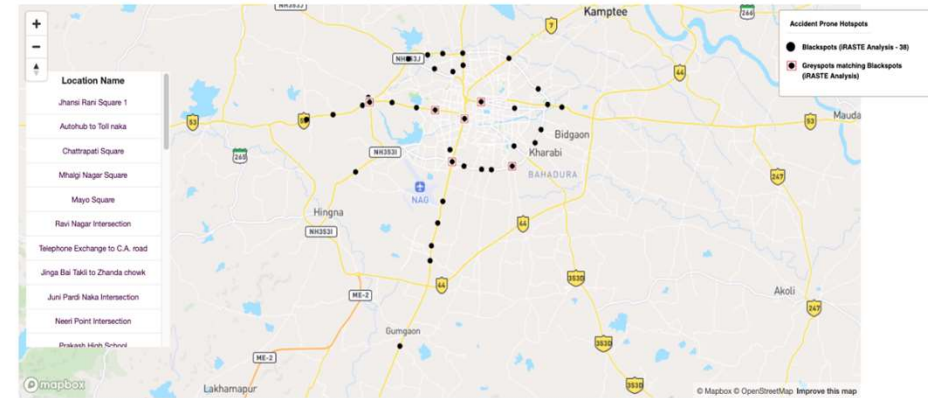 +
−
Location Name
Jhansi Rani Square 1
Autohub to Toll naka
Chattrapati Square
Mhalgi Nagar Square
Mayo Square
Ravi Nagar Intersection
Telephone Exchange to C.A. road
Jinga Bai Takli to Zhanda chowk
Juni Pardi Naka Intersection
Neeri Point Intersection
Prakash High School
mapbox
NH353J
Kamptee
7
266
44
53
53
Mauda
265
NH353I
Bidgaon
Kharabi
BAHADURA
247
NAG
Hingna
NH353I
44
44
353D
ME-2
Akoli
247
Gumgaon
353D
ME-2
Lakhamapur
353D
Accident Prone Hotspots
Blackspots (iRASTE Analysis - 38)
Greyspots matching Blackspots
(iRASTE Analysis)
© Mapbox © OpenStreetMap Improve this map